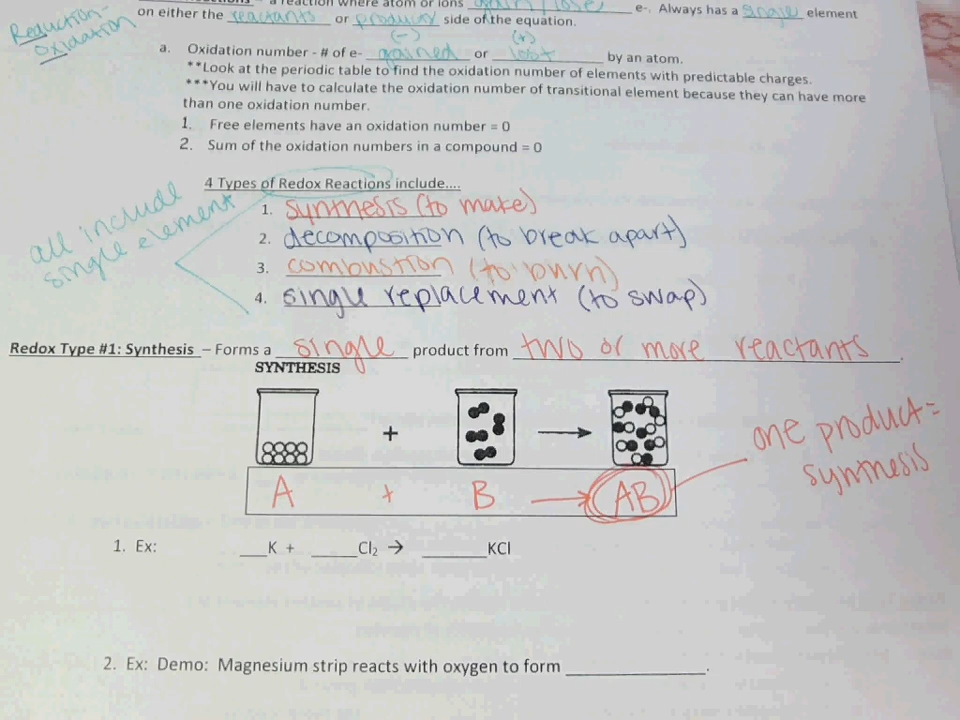 a reaction where atom or ions gain / lose e-. Always has a single element
Reduction-
Oxidation
on either the reactants or products side of the equation.
(-) (+)
a. Oxidation number - # of e- gained or lost by an atom.
**Look at the periodic table to find the oxidation number of elements with predictable charges.
***You will have to calculate the oxidation number of transitional element because they can have more
than one oxidation number.
1. Free elements have an oxidation number = 0
2. Sum of the oxidation numbers in a compound = 0
4 Types of Redox Reactions include....
all include
single element
1. synthesis (to make)
2. decomposition (to break apart)
3. combustion (to burn)
4. single replacement (to swap)
Redox Type #1: Synthesis – Forms a single product from two or more reactants.
SYNTHESIS
+ →
A + B → AB
one product =
synthesis
1. Ex: ___K + _____Cl₂ → _______KCl
2. Ex: Demo: Magnesium strip reacts with oxygen to form _______________.